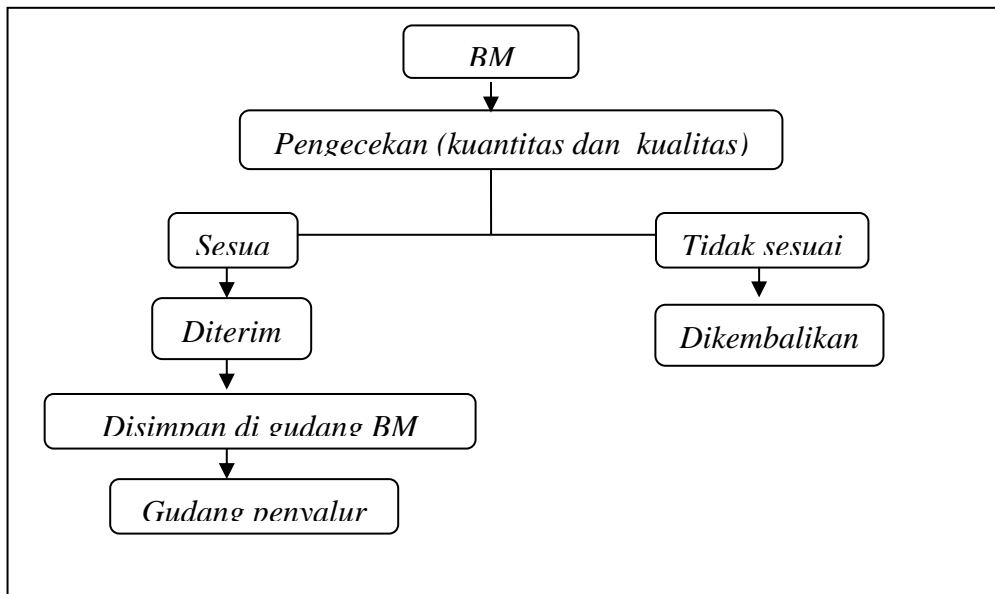 BM
Pengecekan (kuantitas dan kualitas)
Sesua
Tidak sesuai
Diterim
Dikembalikan
Disimpan di gudang BM
Gudang penyalur